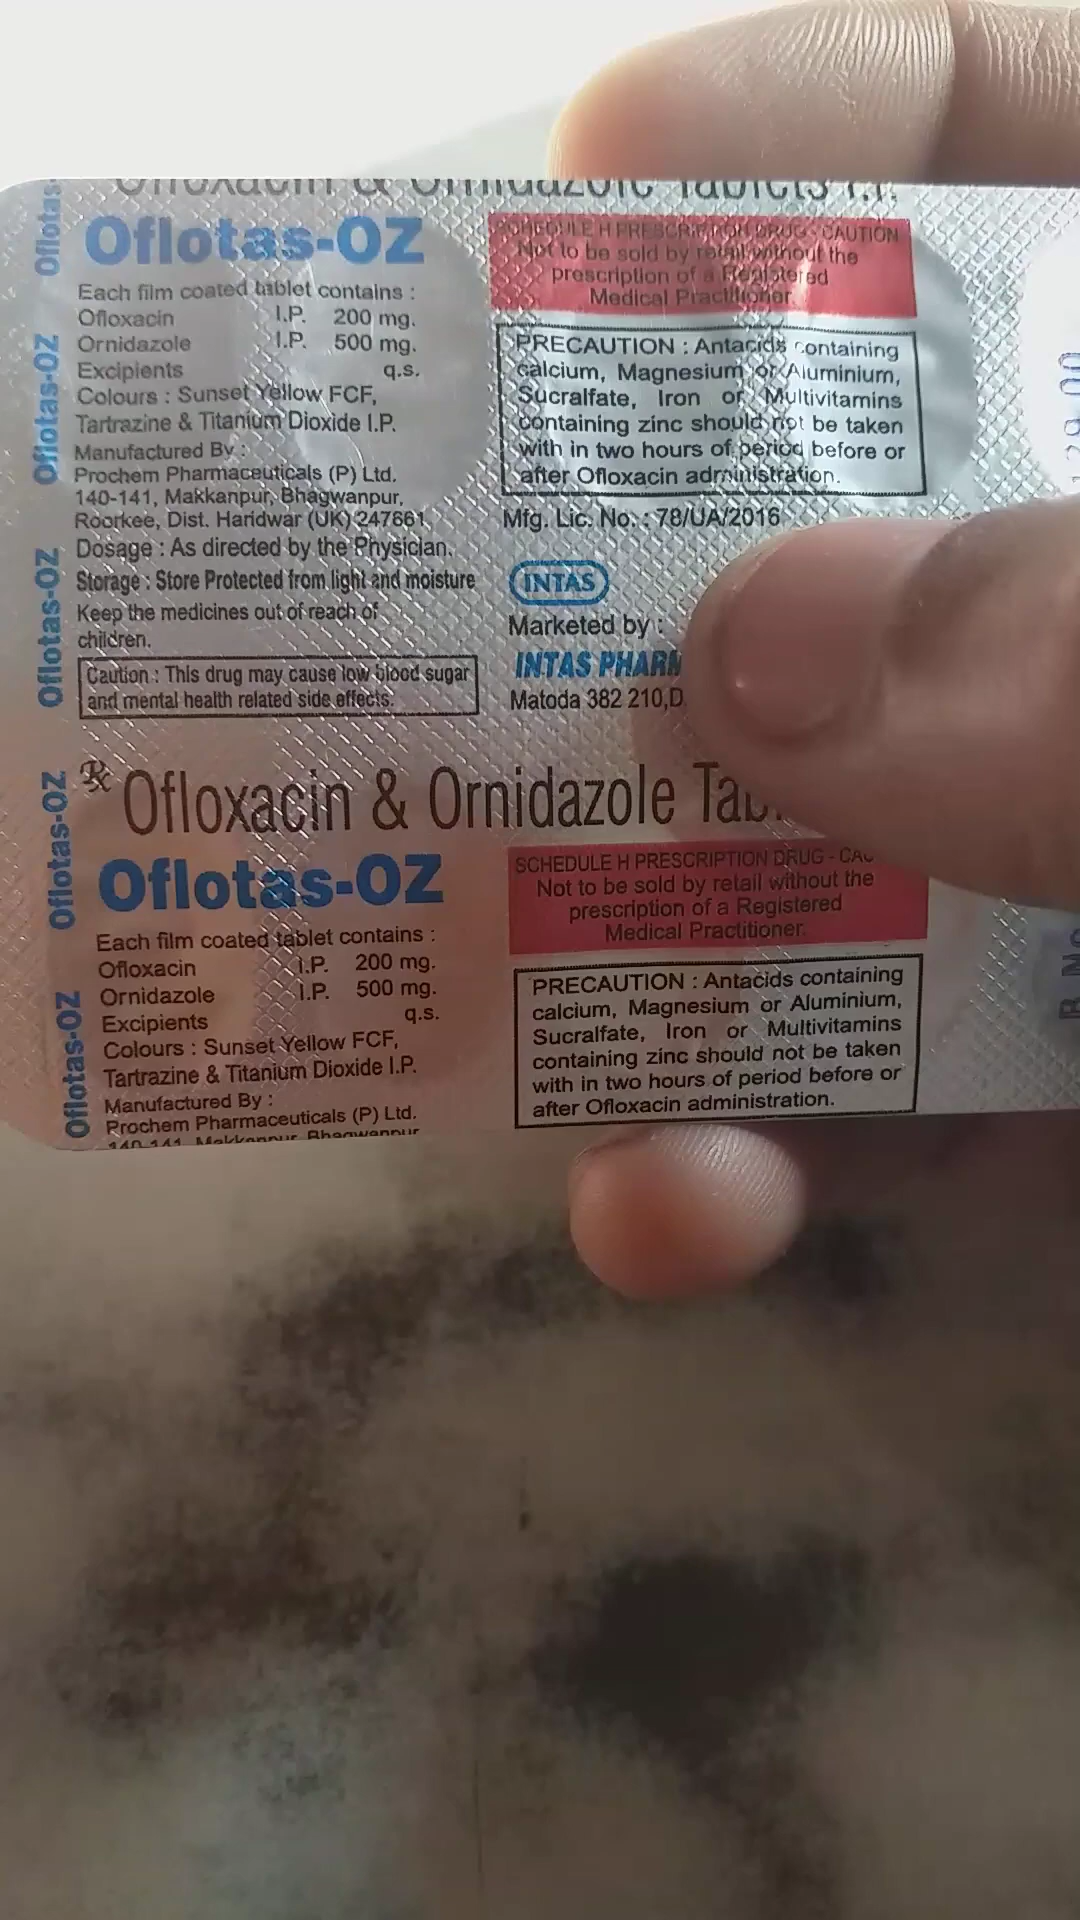 Ofloxacin & Ornidazole Tablets I.P.
Oflotas-OZ
Each film coated tablet contains :
Ofloxacin I.P. 200 mg.
Ornidazole I.P. 500 mg.
Excipients q.s.
Colours : Sunset Yellow FCF,
Tartrazine & Titanium Dioxide I.P.
Manufactured By :
Prochem Pharmaceuticals (P) Ltd.
140-141, Makkanpur, Bhagwanpur,
Roorkee, Dist. Haridwar (UK) 247661
Dosage : As directed by the Physician.
Storage : Store Protected from light and moisture
Keep the medicines out of reach of
children.
Caution : This drug may cause low blood sugar
and mental health related side effects.
SCHEDULE H PRESCRIPTION DRUG - CAUTION
Not to be sold by retail without the
prescription of a Registered
Medical Practitioner.
PRECAUTION : Antacids containing
calcium, Magnesium or Aluminium,
Sucralfate, Iron or Multivitamins
containing zinc should not be taken
with in two hours of period before or
after Ofloxacin administration.
Mfg. Lic. No. : 78/UA/2016
INTAS
Marketed by :
INTAS PHARM
Matoda 382 210,D
Rx Ofloxacin & Ornidazole Tab
Oflotas-OZ
Each film coated tablet contains :
Ofloxacin I.P. 200 mg.
Ornidazole I.P. 500 mg.
Excipients q.s.
Colours : Sunset Yellow FCF,
Tartrazine & Titanium Dioxide I.P.
Manufactured By :
Prochem Pharmaceuticals (P) Ltd.
140-141, Makkanpur, Bhagwanpur
SCHEDULE H PRESCRIPTION DRUG - CAU
Not to be sold by retail without the
prescription of a Registered
Medical Practitioner.
PRECAUTION : Antacids containing
calcium, Magnesium or Aluminium,
Sucralfate, Iron or Multivitamins
containing zinc should not be taken
with in two hours of period before or
after Ofloxacin administration.
Oflotas-
Oflotas-OZ
Oflotas-OZ
Oflotas-OZ
Oflotas-OZ